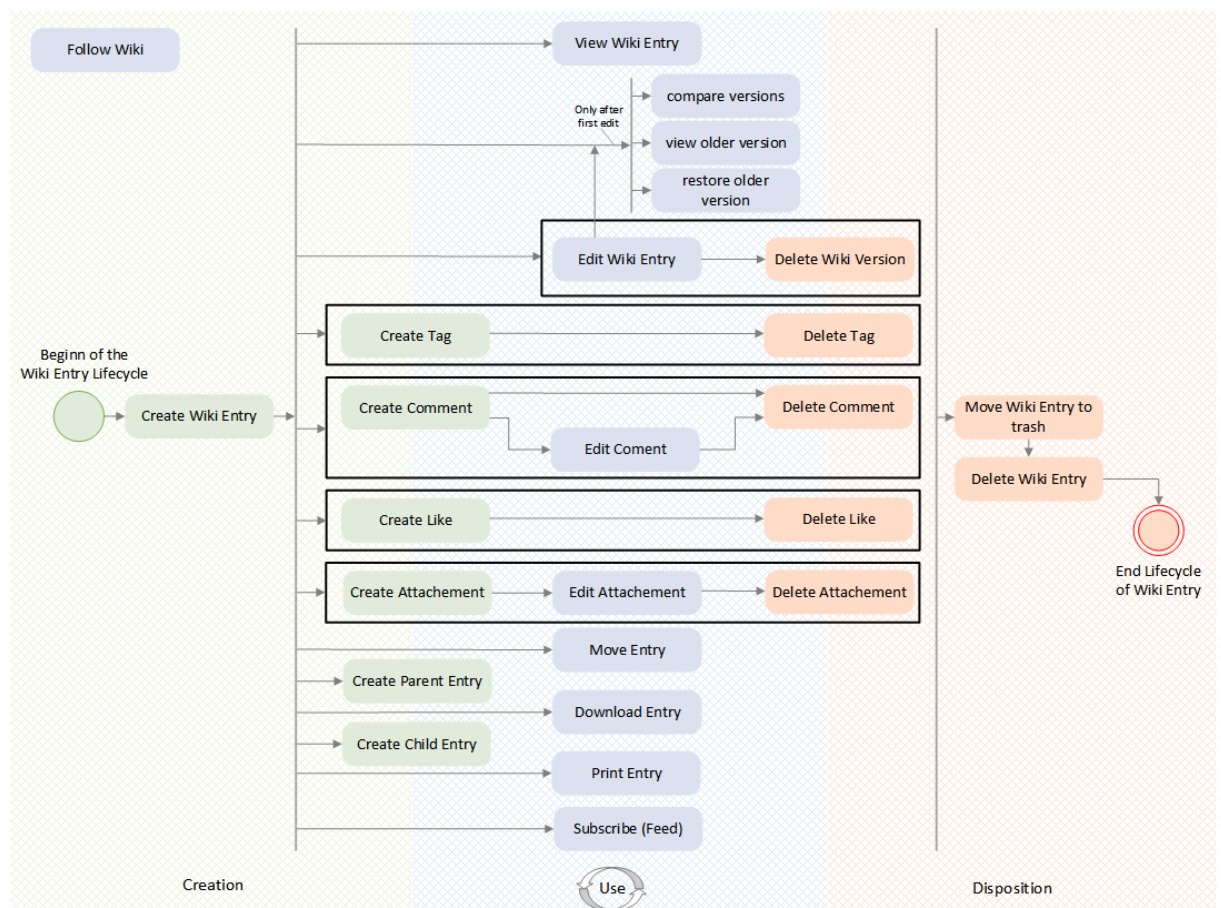 Follow Wiki
View Wiki Entry
compare versions
Only after
first edit
view older version
restore older
version
Edit Wiki Entry
Delete Wiki Version
Create Tag
Delete Tag
Beginn of the
Wiki Entry Lifecycle
Create Wiki Entry
Create Comment
Delete Comment
Edit Coment
Move Wiki Entry to
trash
Delete Wiki Entry
Create Like
Delete Like
End Lifecycle
of Wiki Entry
Create Attachement
Edit Attachement
Delete Attachement
Move Entry
Create Parent Entry
Download Entry
Create Child Entry
Print Entry
Subscribe (Feed)
Creation
Use
Disposition